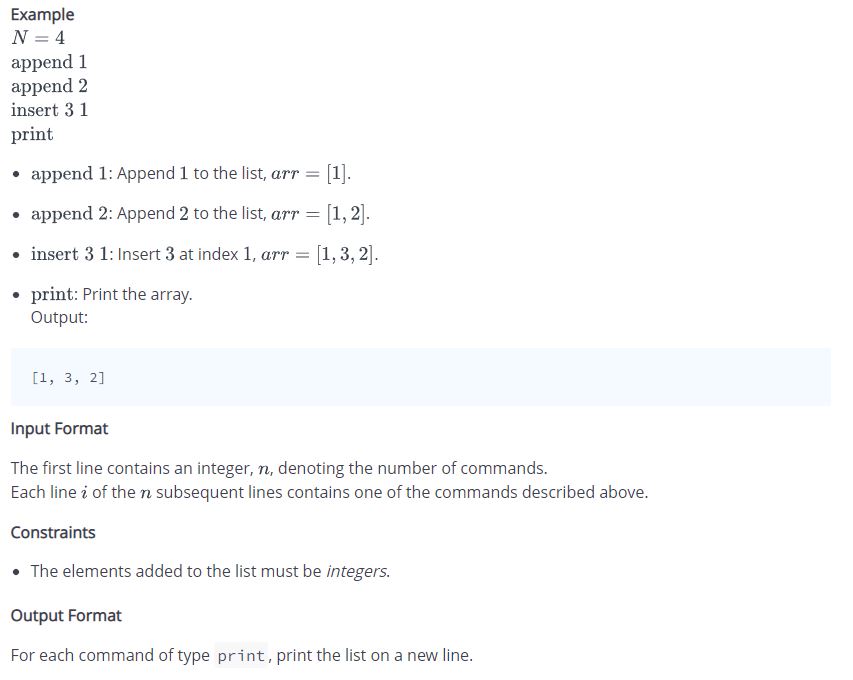 Example
N = 4
append 1
append 2
insert 3 1
print
• append 1: Append 1 to the list, arr = [1].
• append 2: Append 2 to the list, arr = [1, 2].
• insert 3 1: Insert 3 at index 1, arr = [1, 3, 2].
• print: Print the array.
Output:
[1, 3, 2]
Input Format
The first line contains an integer, n, denoting the number of commands.
Each line i of the n subsequent lines contains one of the commands described above.
Constraints
• The elements added to the list must be integers.
Output Format
For each command of type print, print the list on a new line.